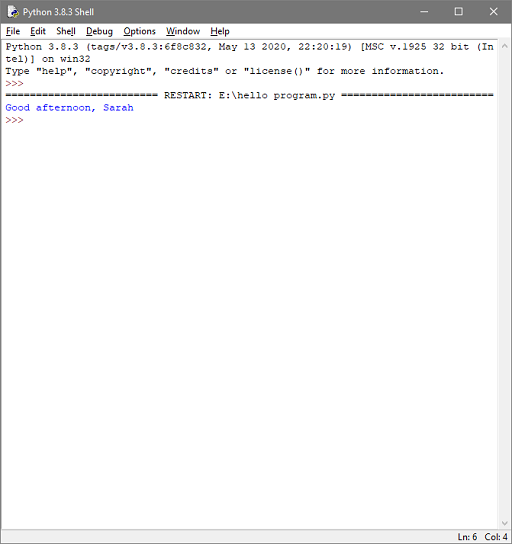 Python 3.8.3 Shell
File Edit Shell Debug Options Window Help
Python 3.8.3 (tags/v3.8.3:6f8c832, May 13 2020, 22:20:19) [MSC v.1925 32 bit (In
tel)] on win32
Type "help", "copyright", "credits" or "license()" for more information.
>>>
========================== RESTART: E:\hello program.py =========================
Good afternoon, Sarah
>>>
Ln: 6 Col: 4